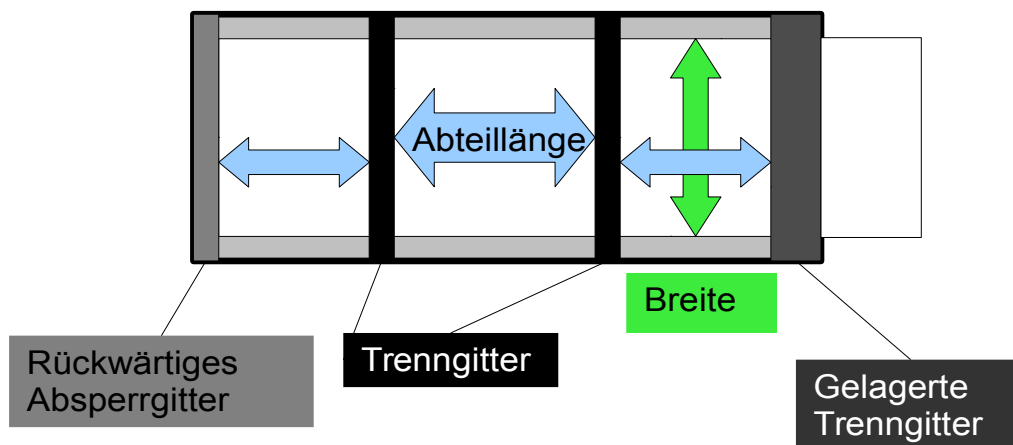 Abteillänge
Breite
Rückwärtiges
Absperrgitter
Trenngitter
Gelagerte
Trenngitter